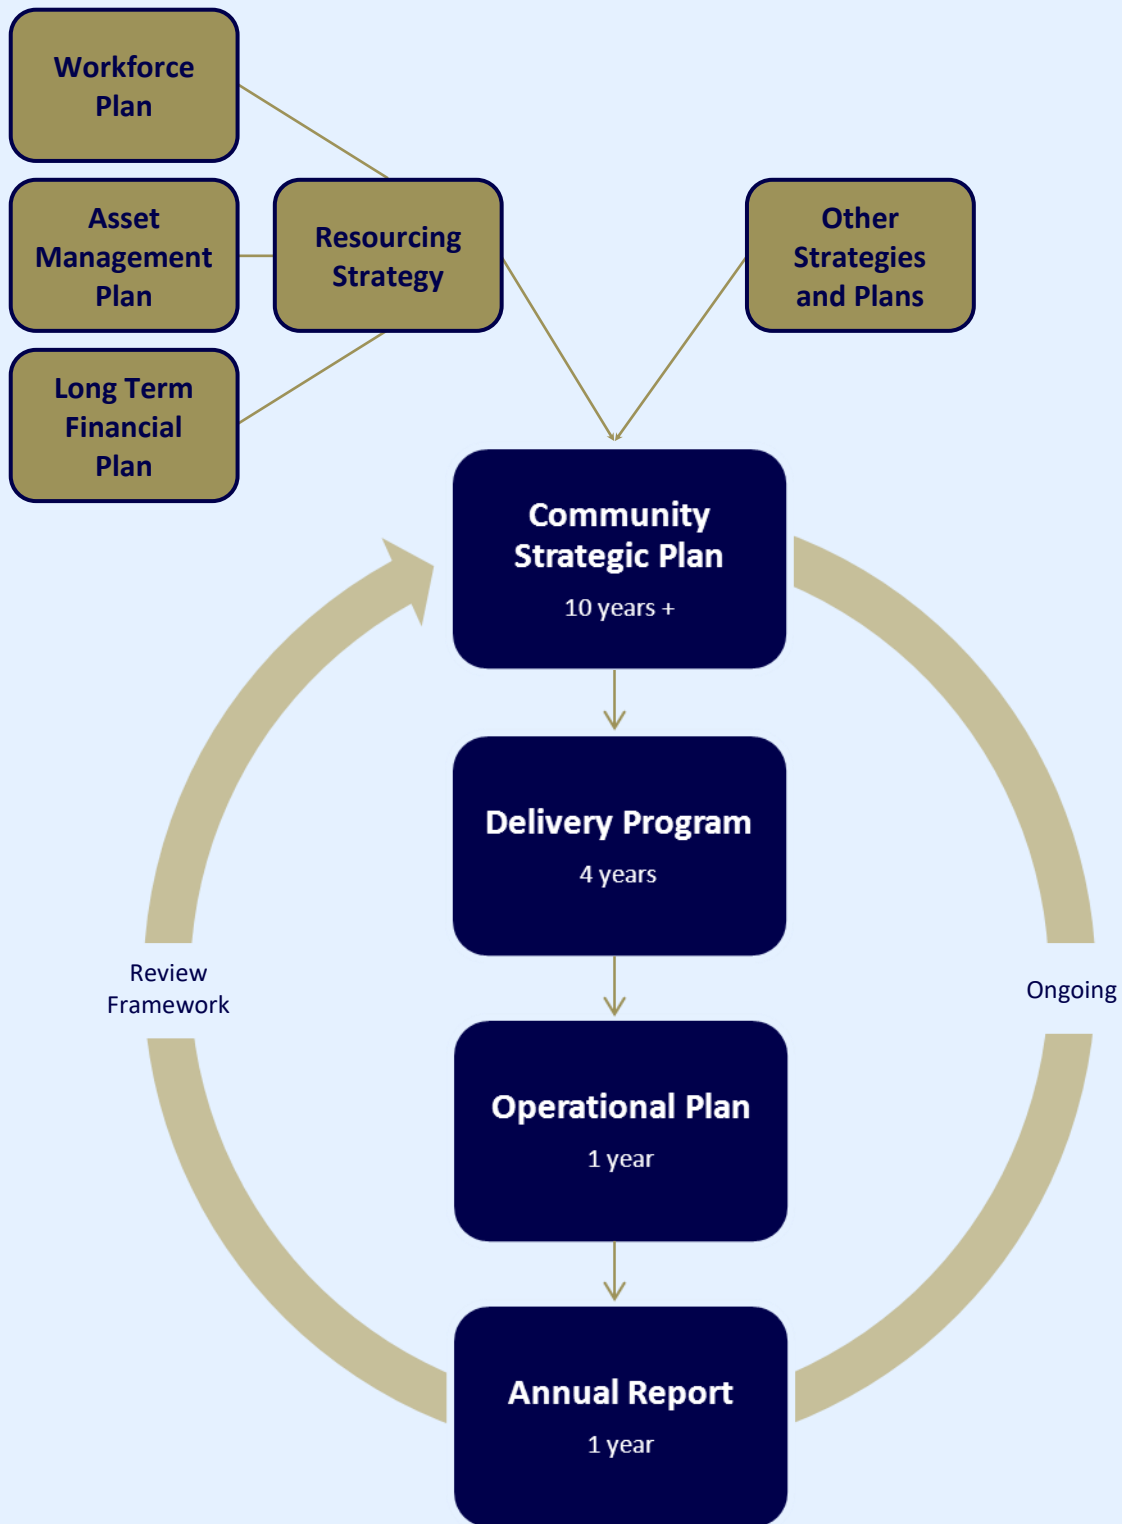 Workforce
Plan
Asset
Management
Plan
Long Term
Financial
Plan
Resourcing
Strategy
Other
Strategies
and Plans
Community
Strategic Plan
10 years +
Delivery Program
4 years
Review
Framework
Ongoing
Operational Plan
1 year
Annual Report
1 year